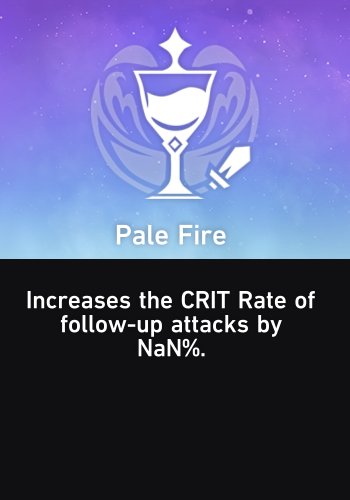 Pale Fire
Increases the CRIT Rate of
follow-up attacks by
NaN%.